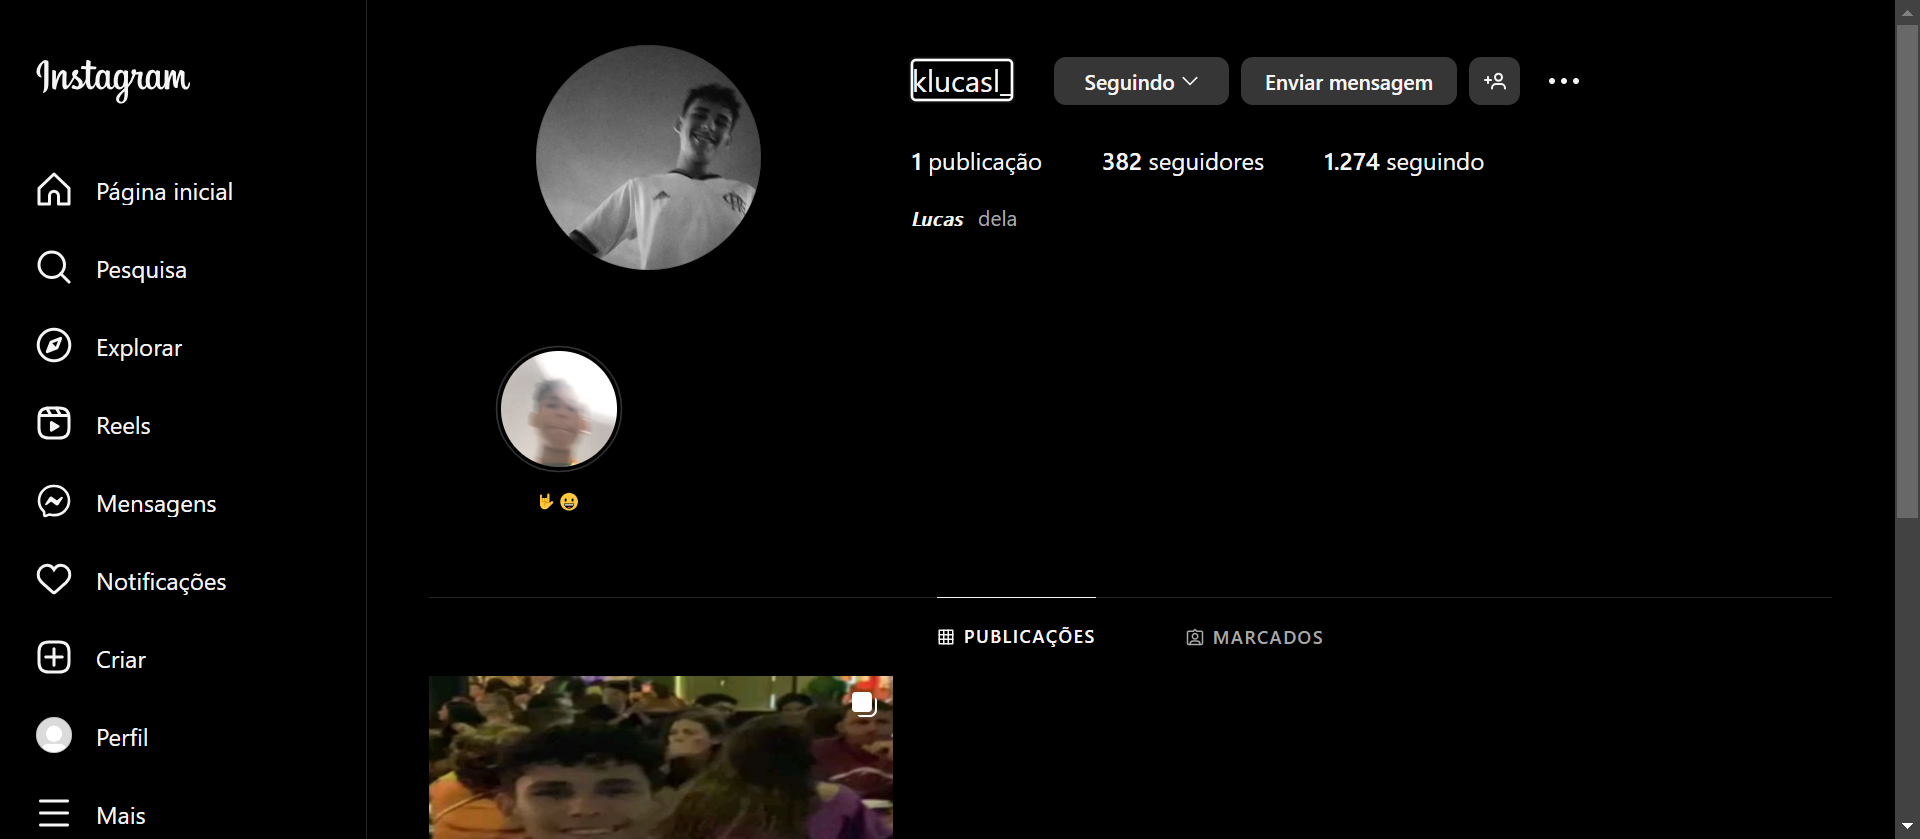 Instagram
Página inicial
Pesquisa
Explorar
Reels
Mensagens
Notificações
Criar
Perfil
Mais
klucasl_
Seguindo
Enviar mensagem
1 publicação
382 seguidores
1.274 seguindo
Lucas dela
🤟😀
PUBLICAÇÕES
MARCADOS